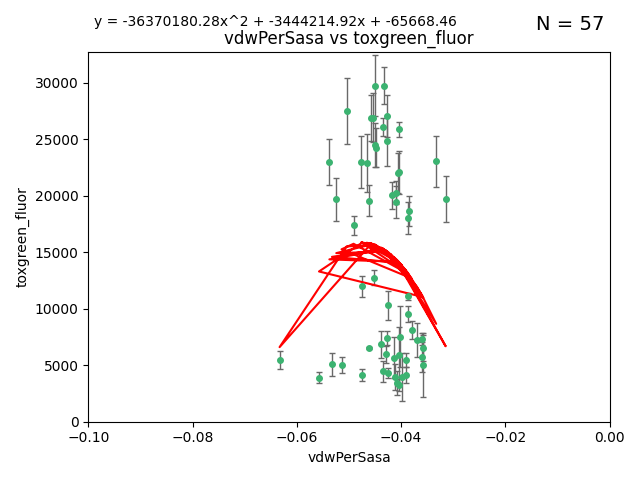 y = -36370180.28x^2 + -3444214.92x + -65668.46
N = 57
vdwPerSasa vs toxgreen_fluor
30000
25000
20000
15000
10000
5000
0
toxgreen_fluor
−0.10
−0.08
−0.06
−0.04
−0.02
0.00
vdwPerSasa